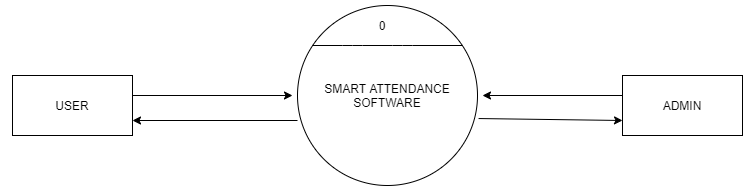 0
USER
SMART ATTENDANCE
SOFTWARE
ADMIN